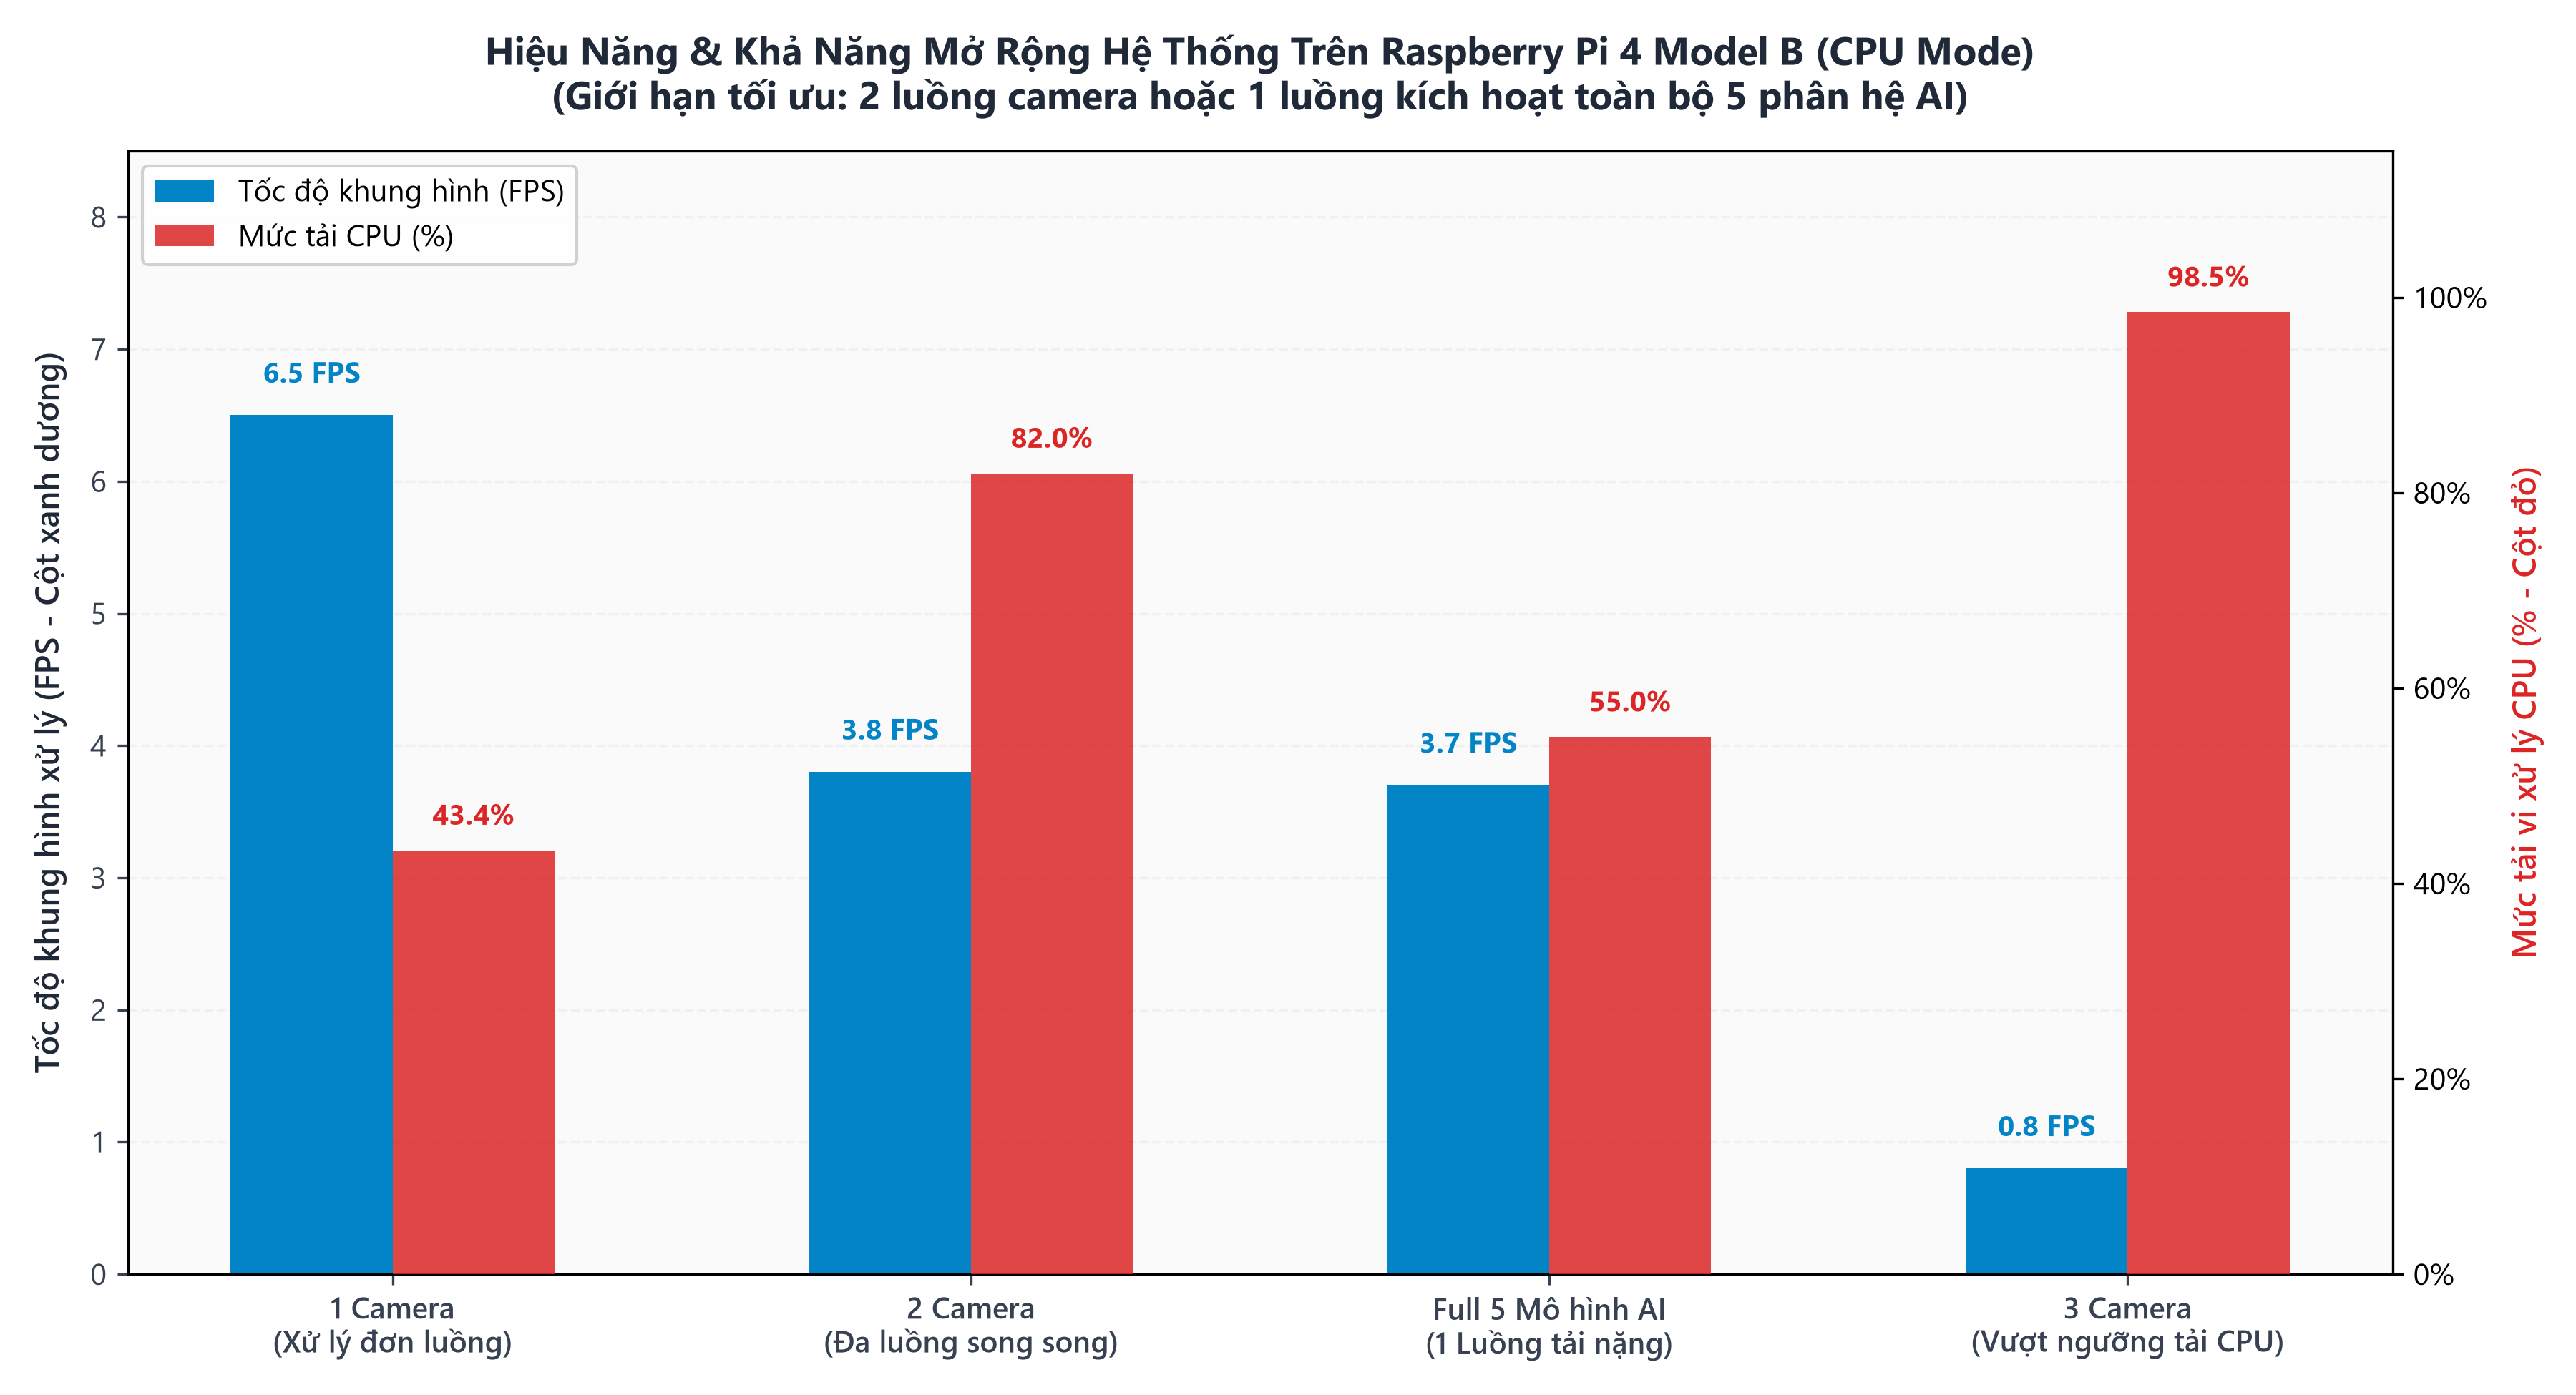 Hiệu Năng & Khả Năng Mở Rộng Hệ Thống Trên Raspberry Pi 4 Model B (CPU Mode)
(Giới hạn tối ưu: 2 luồng camera hoặc 1 luồng kích hoạt toàn bộ 5 phân hệ AI)
Tốc độ khung hình (FPS)
Mức tải CPU (%)
Tốc độ khung hình xử lý (FPS - Cột xanh dương)
8
7
6
5
4
3
2
1
0
6.5 FPS
43.4%
3.8 FPS
82.0%
3.7 FPS
55.0%
0.8 FPS
98.5%
100%
80%
60%
40%
20%
0%
Mức tải vi xử lý CPU (% - Cột đỏ)
1 Camera
(Xử lý đơn luồng)
2 Camera
(Đa luồng song song)
Full 5 Mô hình AI
(1 Luồng tải nặng)
3 Camera
(Vượt ngưỡng tải CPU)